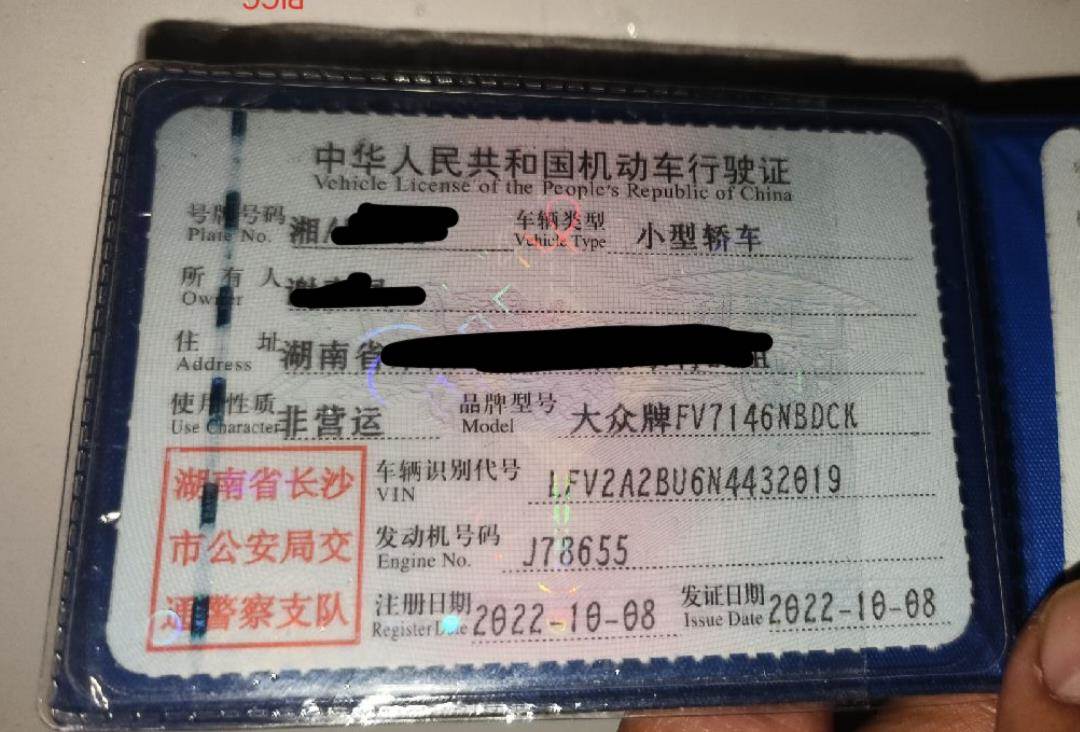 PICC
中华人民共和国机动车行驶证
Vehicle License of the People's Republic of China
号牌号码 湘A 车辆类型 小型轿车
Plate No. Vehicle Type
所有人
Owner
住址 湖南省
Address
使用性质 非营运 品牌型号 大众牌FV7146NBDCK
Use Character Model
湖南省长沙 车辆识别代号 LFV2A2BU6N4432019
VIN
市公安局交 发动机号码 J78655
Engine No.
通警察支队 注册日期 2022-10-08 发证日期 2022-10-08
Register Date Issue Date